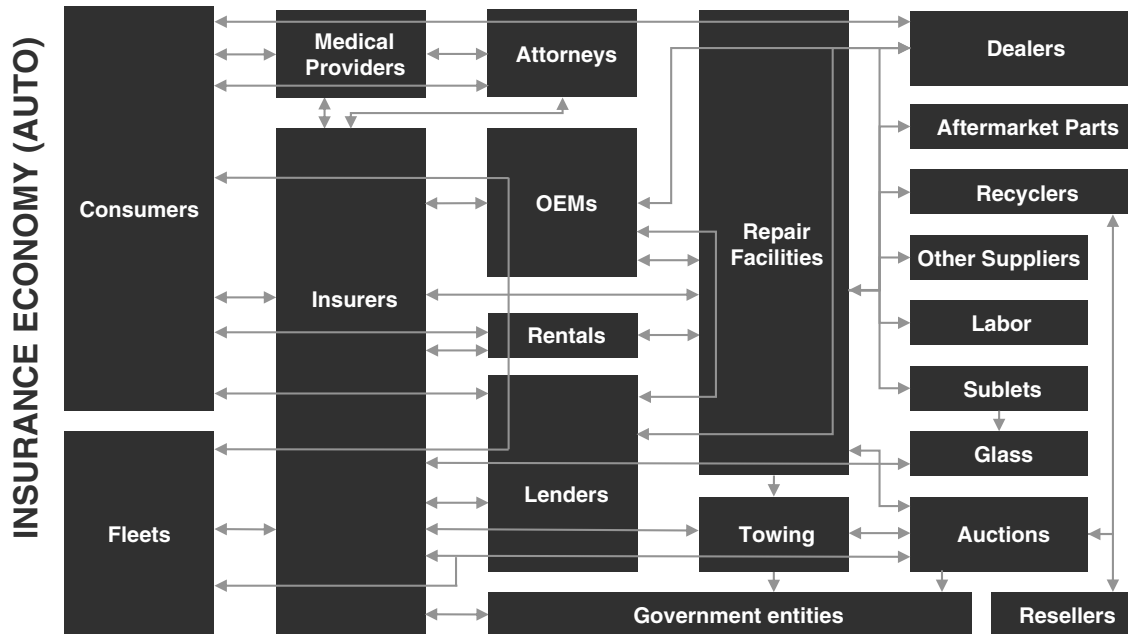 INSURANCE ECONOMY (AUTO)
Consumers
Fleets
Medical
Providers
Insurers
Attorneys
OEMs
Rentals
Lenders
Repair
Facilities
Towing
Government entities
Dealers
Aftermarket Parts
Recyclers
Other Suppliers
Labor
Sublets
Glass
Auctions
Resellers